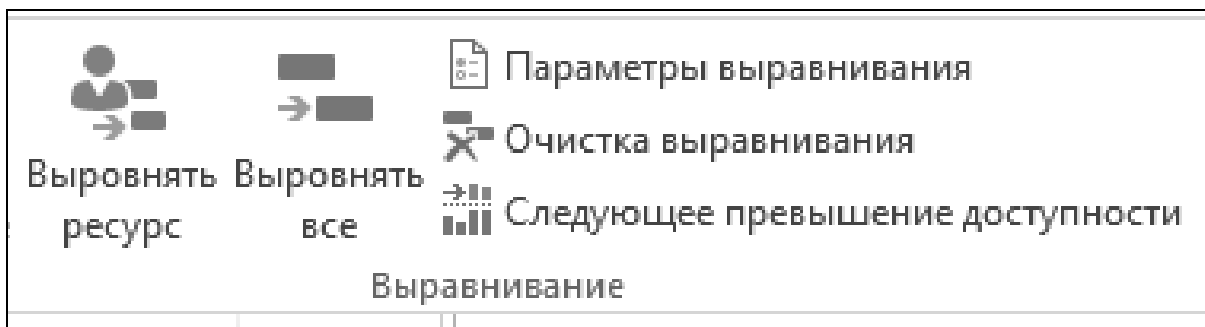 Выровнять ресурс
Выровнять все
Параметры выравнивания
Очистка выравнивания
Следующее превышение доступности
Выравнивание